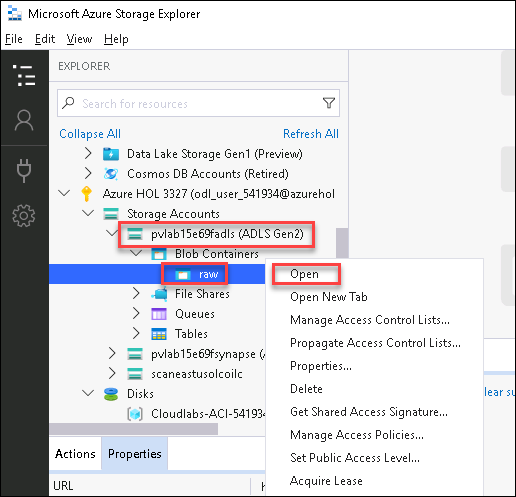 Microsoft Azure Storage Explorer
File Edit View Help
EXPLORER
Search for resources
Collapse All Refresh All
Data Lake Storage Gen1 (Preview)
Cosmos DB Accounts (Retired)
Azure HOL 3327 (odl_user_541934@azurehol
Storage Accounts
pvlab15e69fadls (ADLS Gen2)
Blob Containers
raw
File Shares
Queues
Tables
pvlab15e69fsynapse (A
scaneastusolcoilc
Disks
Cloudlabs-ACI-541934
Open
Open New Tab
Manage Access Control Lists...
Propagate Access Control Lists...
Properties...
Delete
Get Shared Access Signature...
Manage Access Policies...
Set Public Access Level...
Acquire Lease
lear su
Actions Properties
URL